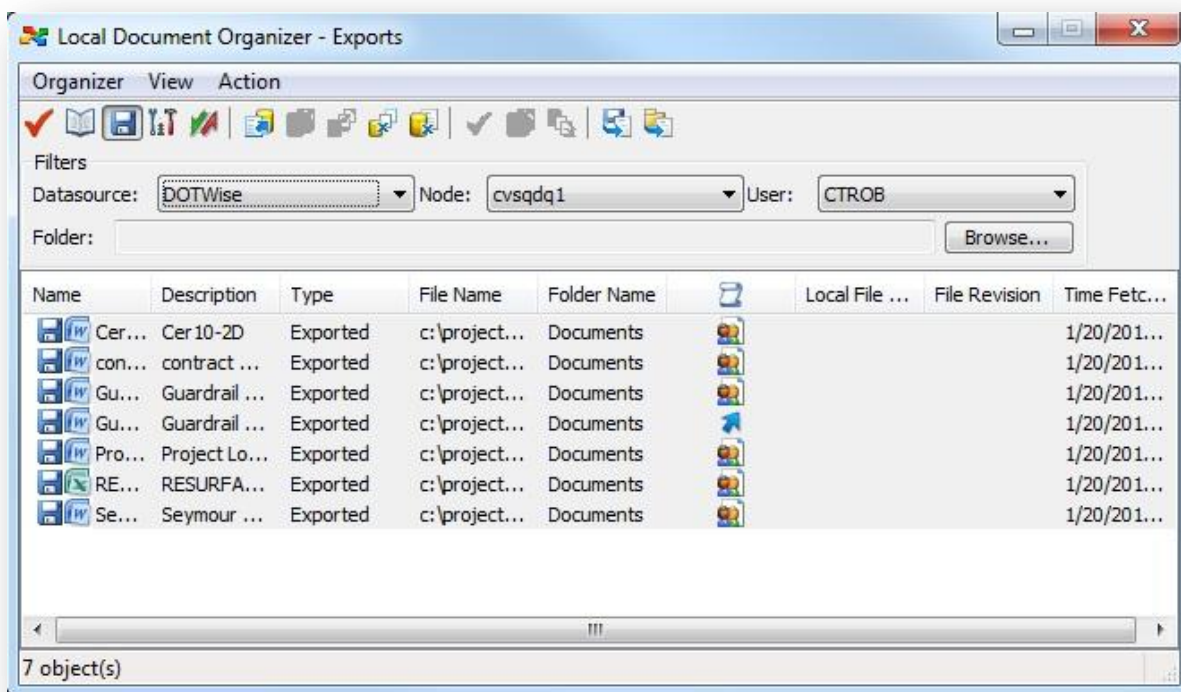 Local Document Organizer - Exports
Organizer View Action
Filters
Datasource: DOTWise Node: cvsqdq1 User: CTROB
Folder: Browse...
Name Description Type File Name Folder Name Local File ... File Revision Time Fetc...
Cer... Cer10-2D Exported c:\project... Documents 1/20/201...
con... contract ... Exported c:\project... Documents 1/20/201...
Gu... Guardrail ... Exported c:\project... Documents 1/20/201...
Gu... Guardrail ... Exported c:\project... Documents 1/20/201...
Pro... Project Lo... Exported c:\project... Documents 1/20/201...
RE... RESURFA... Exported c:\project... Documents 1/20/201...
Se... Seymour ... Exported c:\project... Documents 1/20/201...
7 object(s)